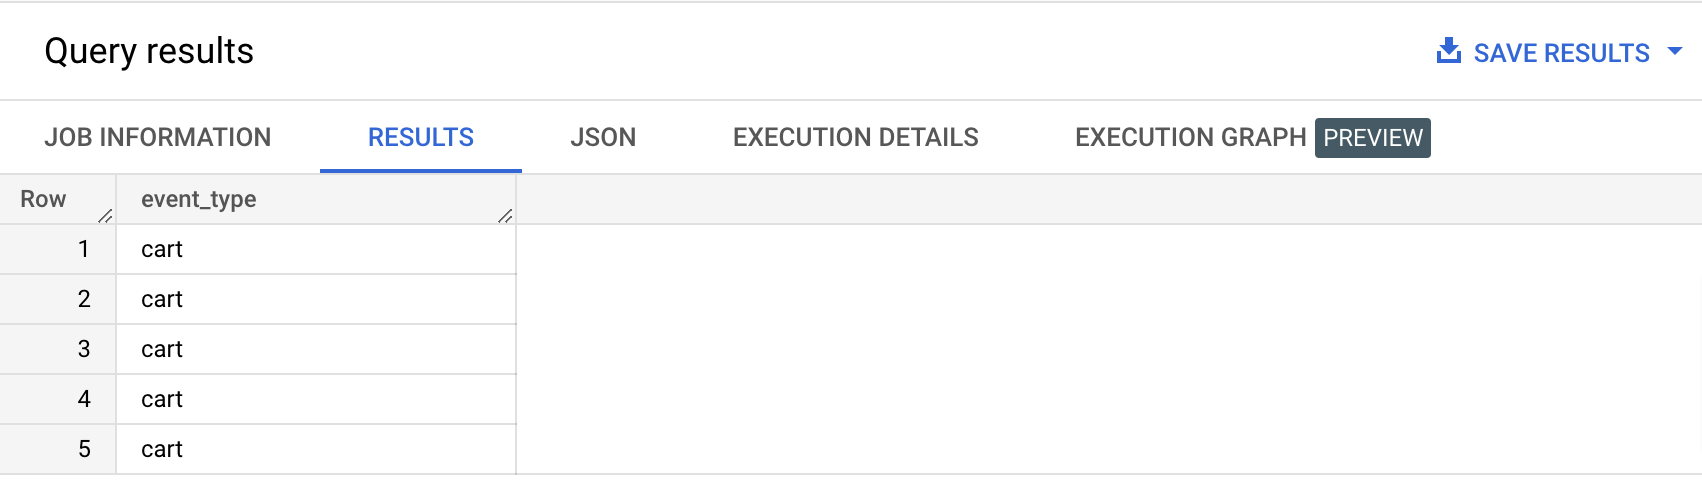 Query results
SAVE RESULTS
JOB INFORMATION RESULTS JSON EXECUTION DETAILS EXECUTION GRAPH PREVIEW
Row event_type
1 cart
2 cart
3 cart
4 cart
5 cart